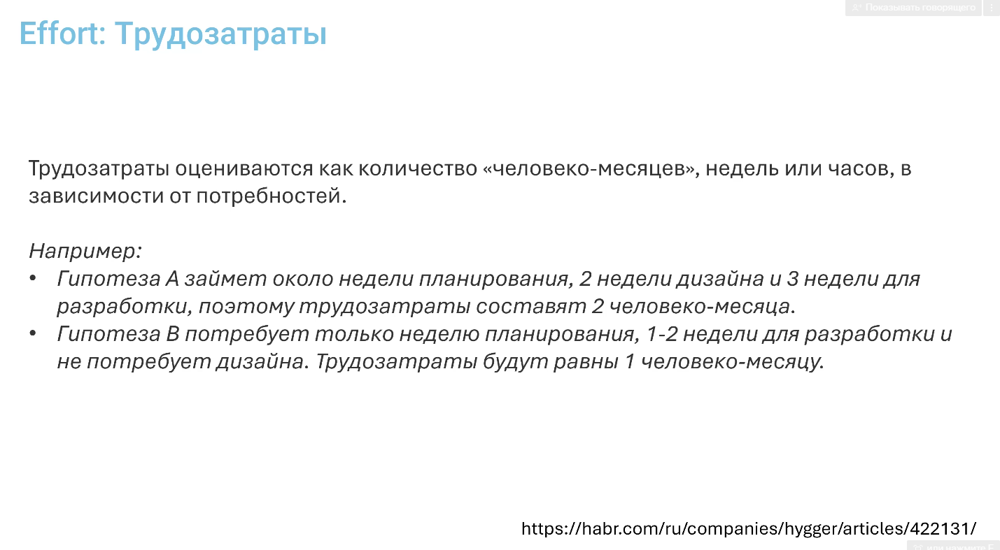 Показывать говорящего
Effort: Трудозатраты
Трудозатраты оцениваются как количество «человеко-месяцев», недель или часов, в
зависимости от потребностей.
Например:
• Гипотеза А займет около недели планирования, 2 недели дизайна и 3 недели для
разработки, поэтому трудозатраты составят 2 человеко-месяца.
• Гипотеза В потребует только неделю планирования, 1-2 недели для разработки и
не потребует дизайна. Трудозатраты будут равны 1 человеко-месяцу.
https://habr.com/ru/companies/hygger/articles/422131/
или нажмите F